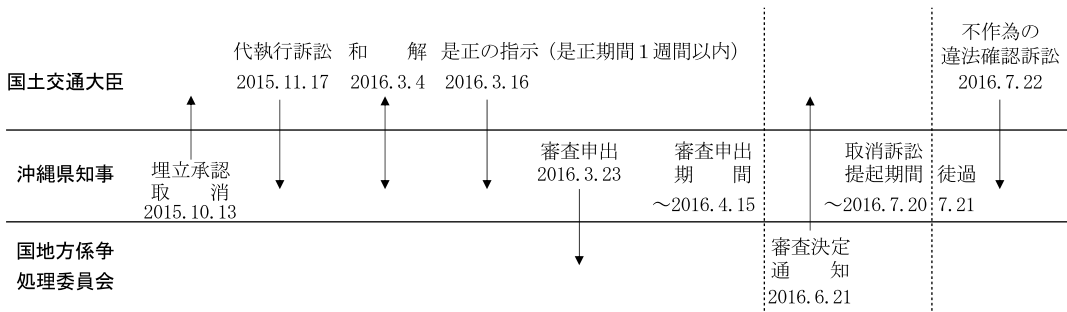 不作為の
違法確認訴訟
2016.7.22
代執行訴訟 和　解 是正の指示（是正期間１週間以内）
2015.11.17 2016.3.4 2016.3.16
国土交通大臣
沖縄県知事
埋立承認
取　消
2015.10.13
審査申出
2016.3.23
審査申出
期　間
～2016.4.15
取消訴訟
提起期間
～2016.7.20
徒過
7.21
国地方係争
処理委員会
審査決定
通　知
2016.6.21